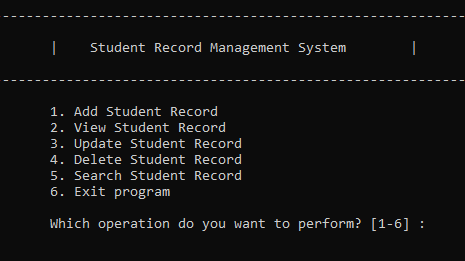 ----------------------------------------------------------
| Student Record Management System |
----------------------------------------------------------
1. Add Student Record
2. View Student Record
3. Update Student Record
4. Delete Student Record
5. Search Student Record
6. Exit program
Which operation do you want to perform? [1-6] :